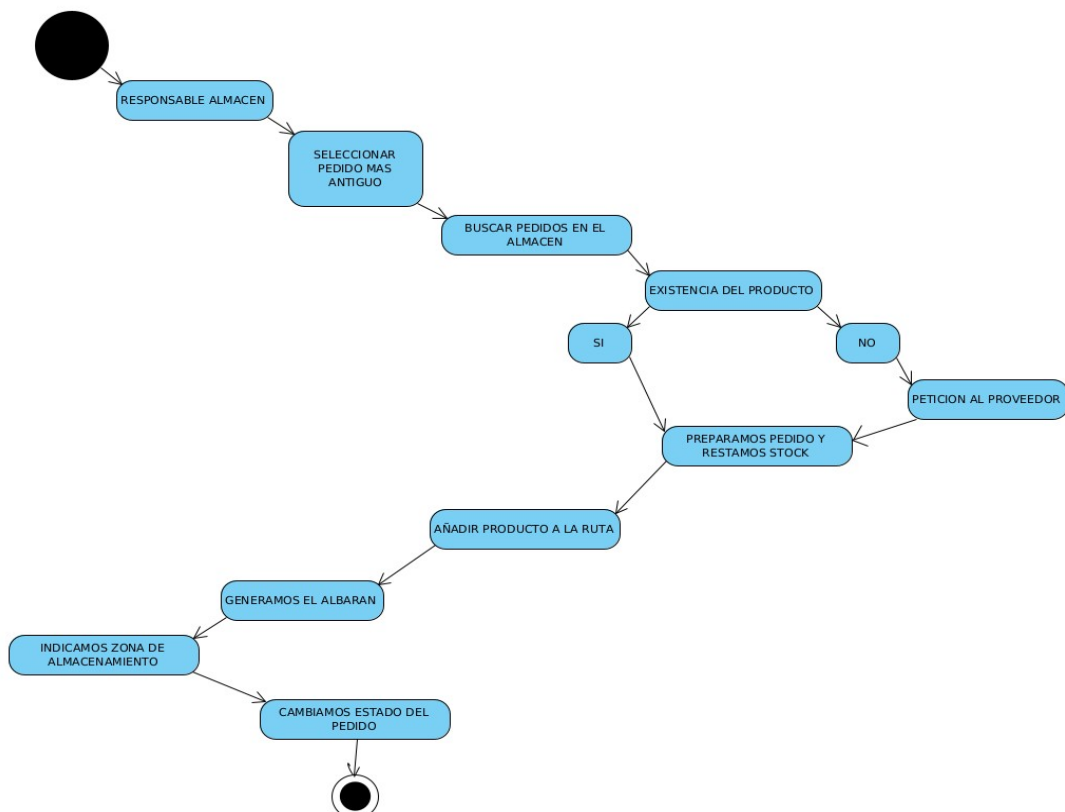 RESPONSABLE ALMACEN
SELECCIONAR
PEDIDO MAS
ANTIGUO
BUSCAR PEDIDOS EN EL
ALMACEN
EXISTENCIA DEL PRODUCTO
SI
NO
PETICION AL PROVEEDOR
PREPARAMOS PEDIDO Y
RESTAMOS STOCK
AÑADIR PRODUCTO A LA RUTA
GENERAMOS EL ALBARAN
INDICAMOS ZONA DE
ALMACENAMIENTO
CAMBIAMOS ESTADO DEL
PEDIDO